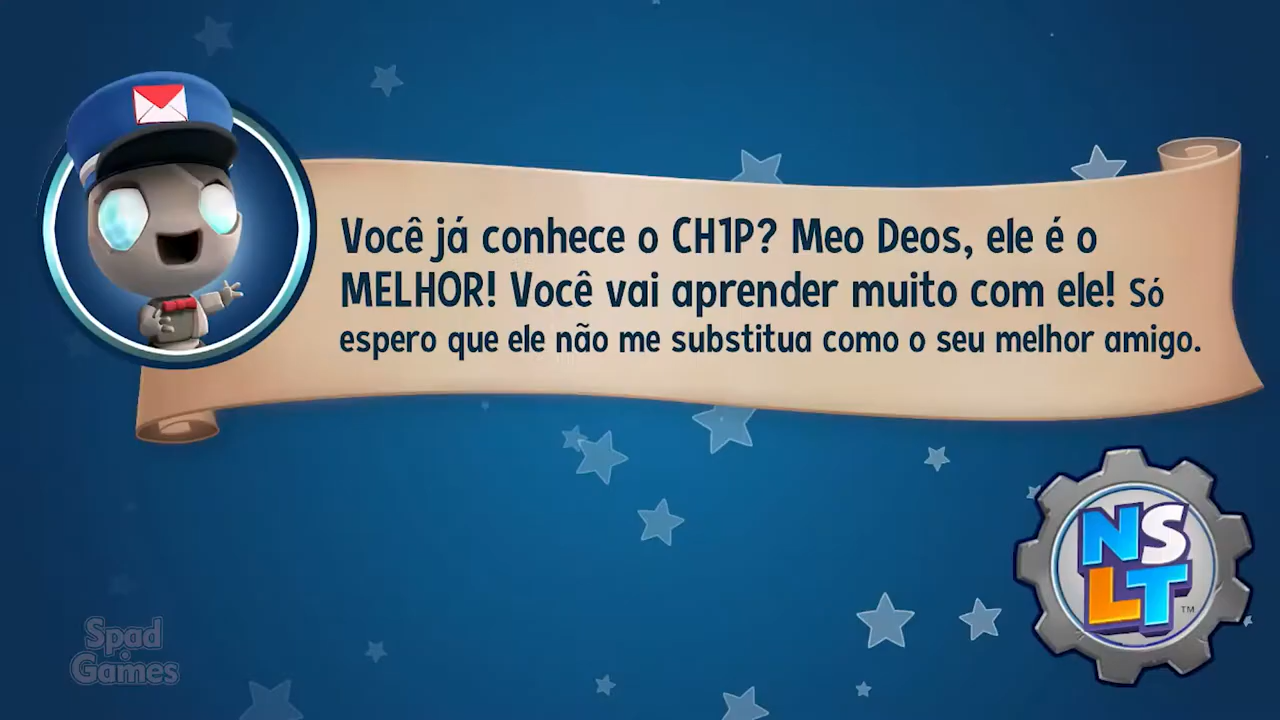 Você já conhece o CH1P? Meo Deos, ele é o
MELHOR! Você vai aprender muito com ele! Só
espero que ele não me substitua como o seu melhor amigo.
NS
LT
TM
Spad
Games